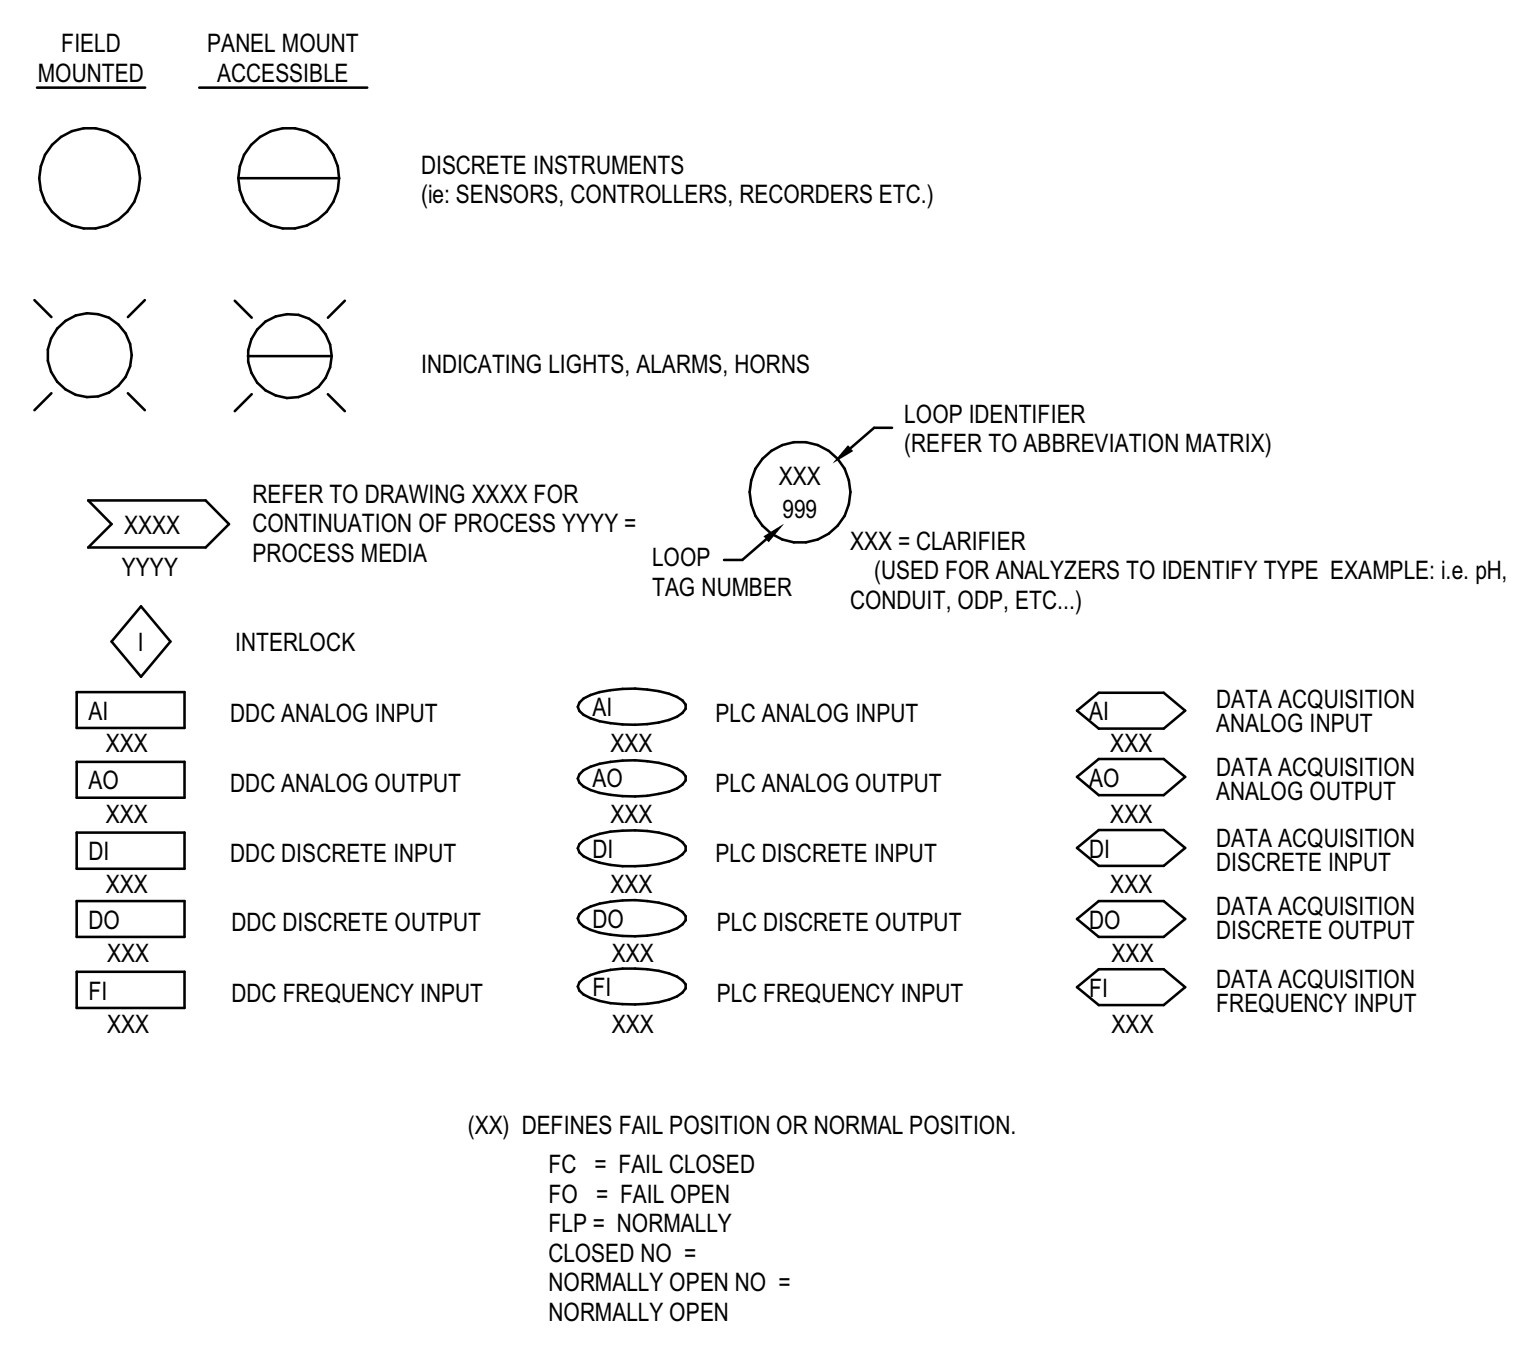 FIELD
MOUNTED
PANEL MOUNT
ACCESSIBLE
DISCRETE INSTRUMENTS
(ie: SENSORS, CONTROLLERS, RECORDERS ETC.)
INDICATING LIGHTS, ALARMS, HORNS
LOOP IDENTIFIER
(REFER TO ABBREVIATION MATRIX)
XXX
999
LOOP
TAG NUMBER
XXX = CLARIFIER
(USED FOR ANALYZERS TO IDENTIFY TYPE EXAMPLE: i.e. pH,
CONDUIT, ODP, ETC...)
XXXX
YYYY
REFER TO DRAWING XXXX FOR
CONTINUATION OF PROCESS YYYY =
PROCESS MEDIA
I
INTERLOCK
AI
XXX
DDC ANALOG INPUT
AI
XXX
PLC ANALOG INPUT
AI
XXX
DATA ACQUISITION
ANALOG INPUT
AO
XXX
DDC ANALOG OUTPUT
AO
XXX
PLC ANALOG OUTPUT
AO
XXX
DATA ACQUISITION
ANALOG OUTPUT
DI
XXX
DDC DISCRETE INPUT
DI
XXX
PLC DISCRETE INPUT
DI
XXX
DATA ACQUISITION
DISCRETE INPUT
DO
XXX
DDC DISCRETE OUTPUT
DO
XXX
PLC DISCRETE OUTPUT
DO
XXX
DATA ACQUISITION
DISCRETE OUTPUT
FI
XXX
DDC FREQUENCY INPUT
FI
XXX
PLC FREQUENCY INPUT
FI
XXX
DATA ACQUISITION
FREQUENCY INPUT
(XX) DEFINES FAIL POSITION OR NORMAL POSITION.
FC = FAIL CLOSED
FO = FAIL OPEN
FLP = NORMALLY
CLOSED NO =
NORMALLY OPEN NO =
NORMALLY OPEN